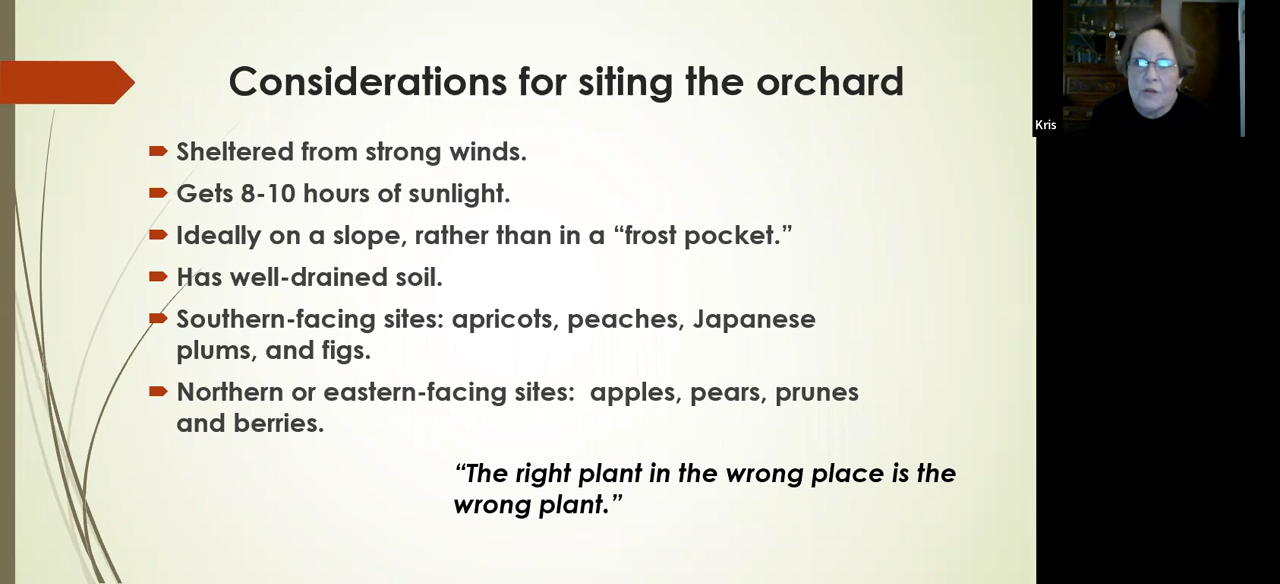 Considerations for siting the orchard
Sheltered from strong winds.
Gets 8-10 hours of sunlight.
Ideally on a slope, rather than in a “frost pocket.”
Has well-drained soil.
Southern-facing sites: apricots, peaches, Japanese
plums, and figs.
Northern or eastern-facing sites:  apples, pears, prunes
and berries.
“The right plant in the wrong place is the
wrong plant.”
Kris